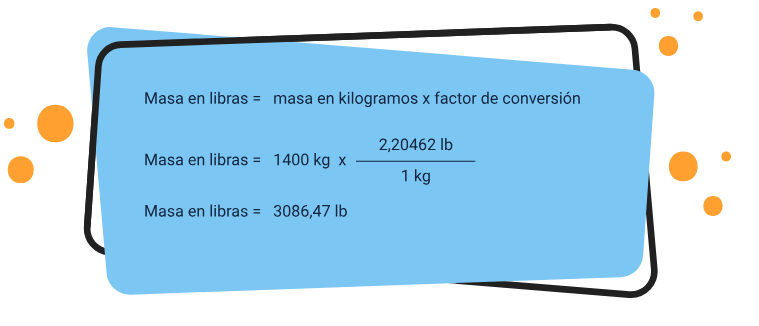 Masa en libras = masa en kilogramos x factor de conversión
Masa en libras = 1400 kg x 2,20462 lb
1 kg
Masa en libras = 3086,47 lb